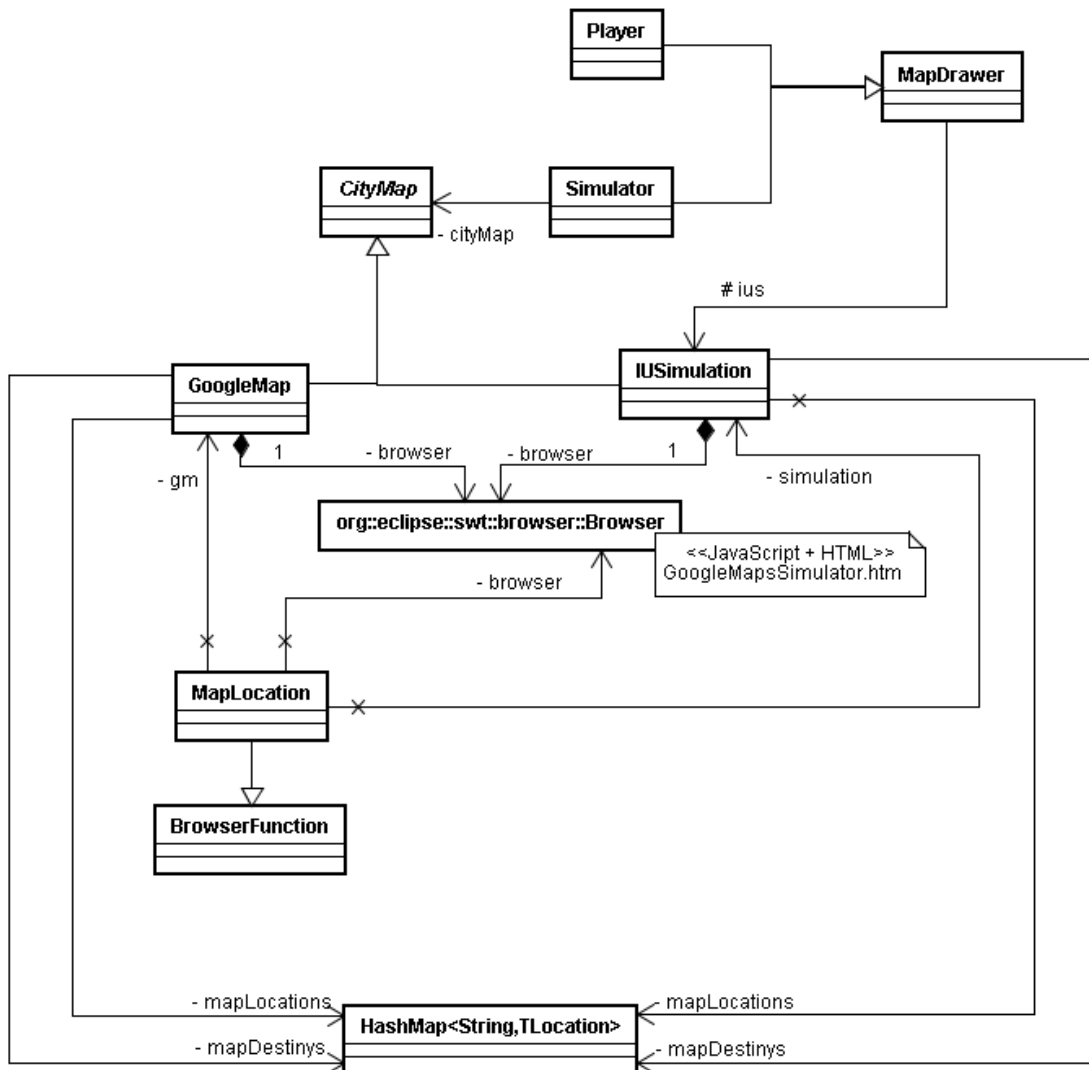 Player
MapDrawer
CityMap
Simulator
- cityMap
# ius
GoogleMap
IUSimulation
1
- browser
- browser
1
- gm
- simulation
org::eclipse::swt::browser::Browser
<<JavaScript + HTML>>
GoogleMapsSimulator.htm
- browser
MapLocation
BrowserFunction
- mapLocations
- mapLocations
HashMap<String,TLocation>
- mapDestinys
- mapDestinys